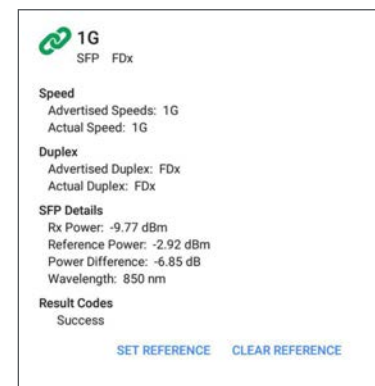 1G
SFP FDx
Speed
Advertised Speeds: 1G
Actual Speed: 1G
Duplex
Advertised Duplex: FDx
Actual Duplex: FDx
SFP Details
Rx Power: -9.77 dBm
Reference Power: -2.92 dBm
Power Difference: -6.85 dB
Wavelength: 850 nm
Result Codes
Success
SET REFERENCE CLEAR REFERENCE